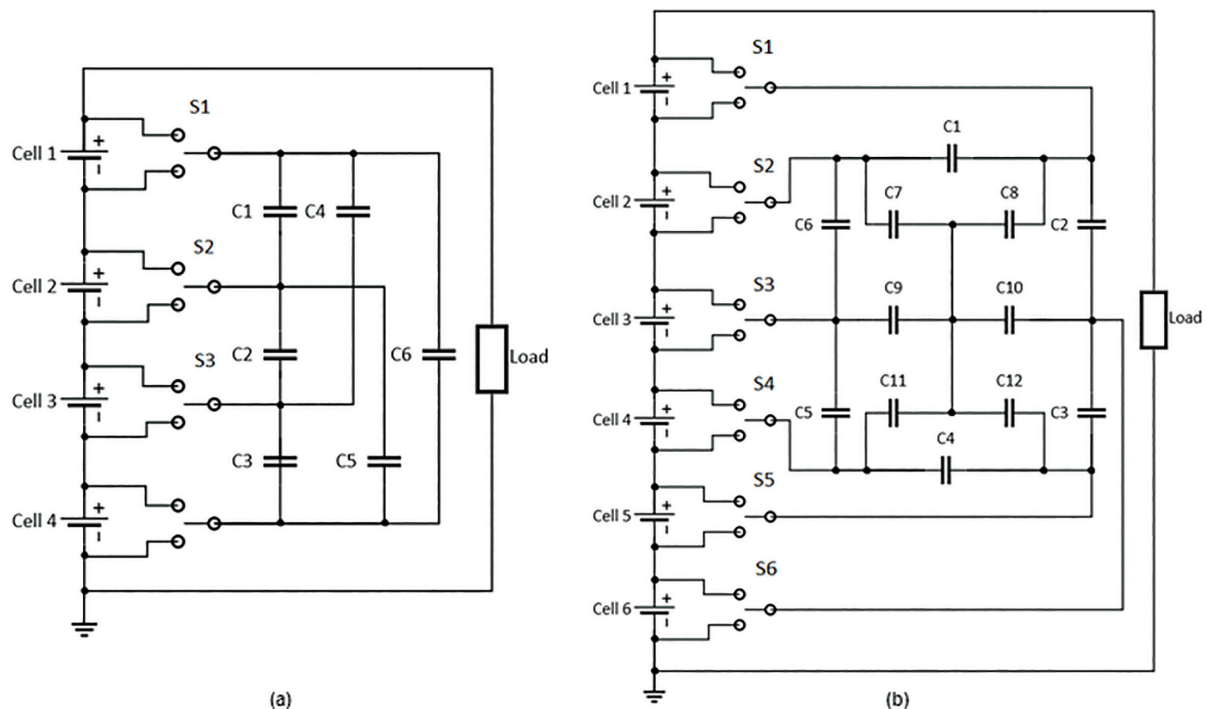 S1
Cell 1
+
-
C1
C4
S2
Cell 2
+
-
C2
C6
Load
S3
Cell 3
+
-
C3
C5
Cell 4
+
-
(a)
S1
Cell 1
+
-
C1
S2
Cell 2
+
-
C7
C8
C6
C2
S3
Cell 3
+
-
C9
C10
Load
S4
Cell 4
+
-
C11
C12
C5
C3
C4
S5
Cell 5
+
-
S6
Cell 6
+
-
(b)